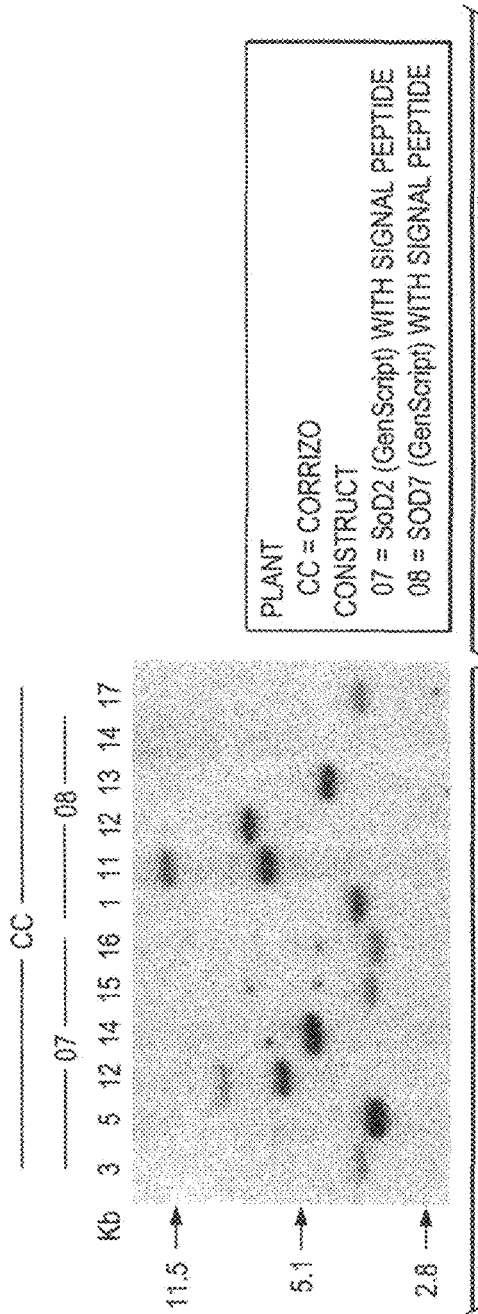 CC
07 08
Kb 3 5 12 14 15 16 1 11 12 13 14 17
11.5
5.1
2.8
PLANT
CC = CORRIZO
CONSTRUCT
07 = SoD2 (GenScript) WITH SIGNAL PEPTIDE
08 = SOD7 (GenScript) WITH SIGNAL PEPTIDE